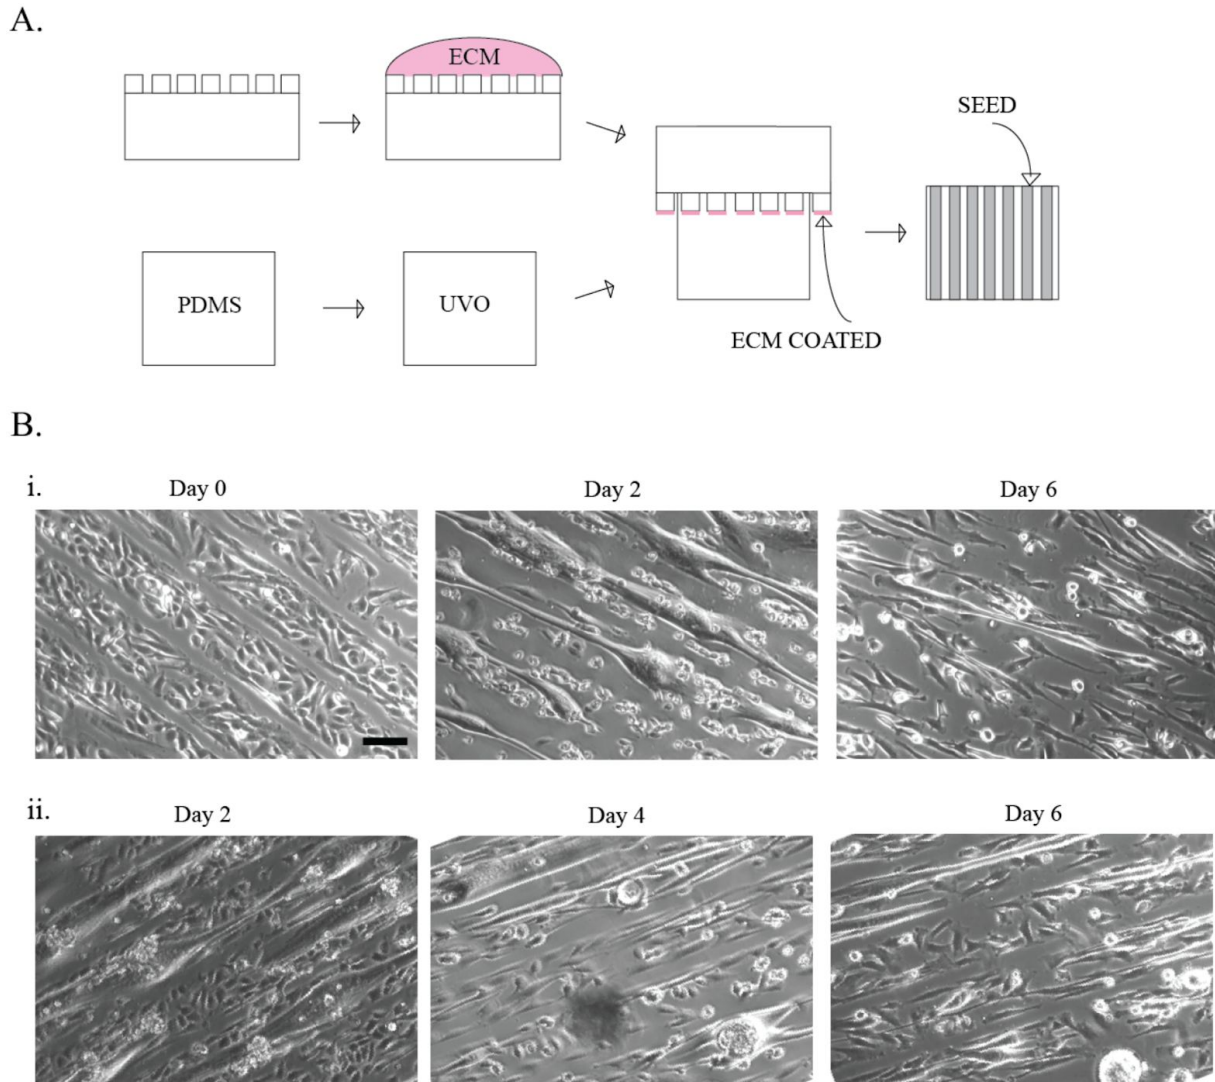 A.
ECM
SEED
PDMS
UVO
ECM COATED
B.
i.
Day 0
Day 2
Day 6
ii.
Day 2
Day 4
Day 6